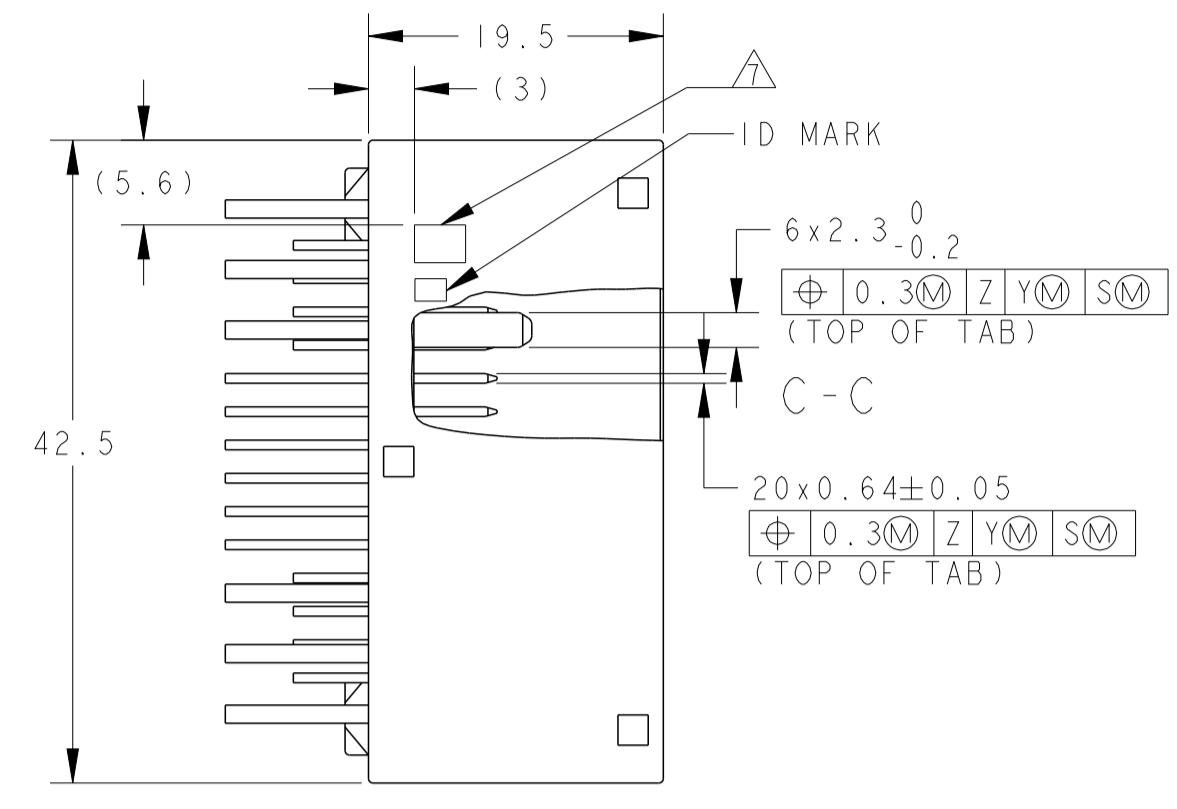 19.5
(3)
7
ID MARK
(5.6)
6x2.3 0 -0.2
⌖ 0.3Ⓜ Z YⓂ SⓂ
(TOP OF TAB)
C-C
42.5
20x0.64±0.05
⌖ 0.3Ⓜ Z YⓂ SⓂ
(TOP OF TAB)